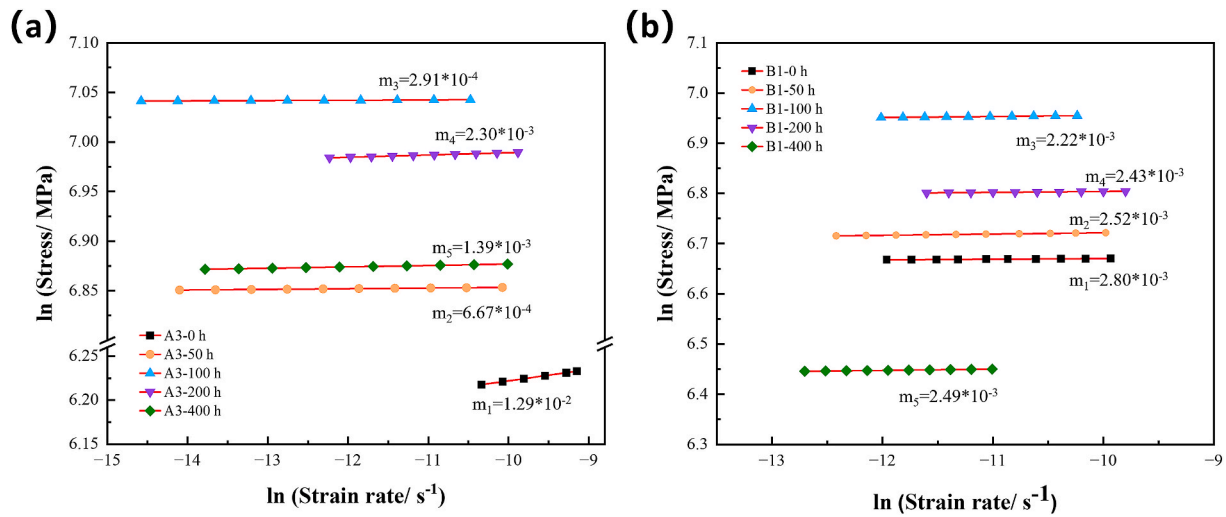 (a)
7.10
7.05
7.00
6.95
6.90
6.85
6.25
6.20
6.15
ln (Stress/ MPa)
m3=2.91*10-4
m4=2.30*10-3
m5=1.39*10-3
m2=6.67*10-4
m1=1.29*10-2
A3-0 h
A3-50 h
A3-100 h
A3-200 h
A3-400 h
−15 −14 −13 −12 −11 −10 −9
ln (Strain rate/ s-1)
(b)
7.1
7.0
6.9
6.8
6.7
6.6
6.5
6.4
6.3
ln (Stress/ MPa)
B1-0 h
B1-50 h
B1-100 h
B1-200 h
B1-400 h
m3=2.22*10-3
m4=2.43*10-3
m2=2.52*10-3
m1=2.80*10-3
m5=2.49*10-3
−13 −12 −11 −10 −9
ln (Strain rate/ s-1)